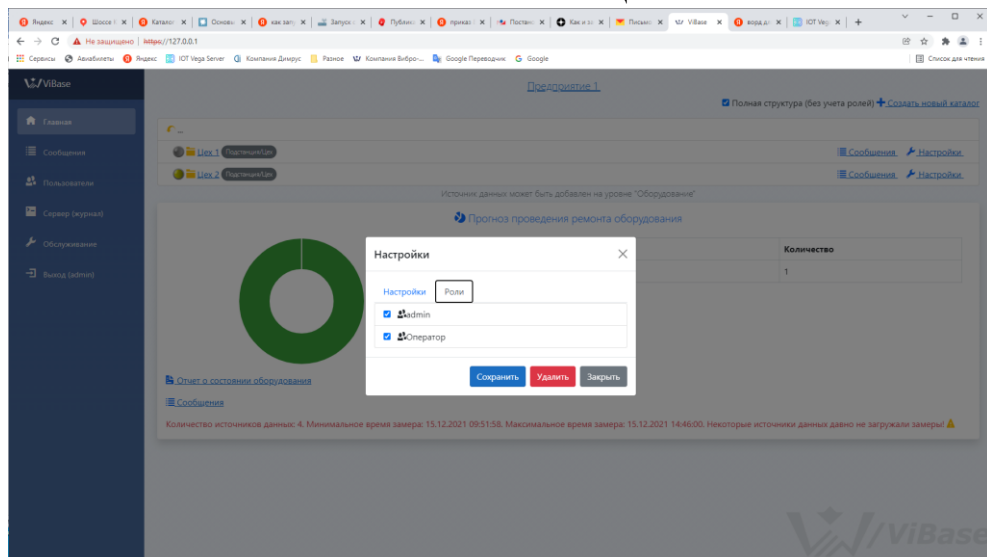 Яндекс
Шоссе
Каталог
Основы
как зап
Запуск
Публик
приказ
Постан
Как и за
Письма
ViBase
ворд дл
IOT Veg
Не защищено https://127.0.0.1
Сервисы Авиабилеты Яндекс IOT Vega Server Компания Димрус Разное Компания Вибро-... Google Переводчик Google Список для чтения
ViBase
Предприятие 1
Полная структура (без учета ролей) Создать новый каталог
Главная
..
Сообщения
Цех 1 Подстанция/Цех Сообщения Настройки
Пользователи
Цех 2 Подстанция/Цех Сообщения Настройки
Источник данных может быть добавлен на уровне "Оборудование"
Сервер (журнал)
Прогноз проведения ремонта оборудования
Обслуживание
Количество
Выход (admin)
1
Настройки
Настройки Роли
admin
Оператор
Сохранить Удалить Закрыть
Отчет о состоянии оборудования
Сообщения
Количество источников данных: 4. Минимальное время замера: 15.12.2021 09:51:58. Максимальное время замера: 15.12.2021 14:46:00. Некоторые источники данных давно не загружали замеры!
ViBase